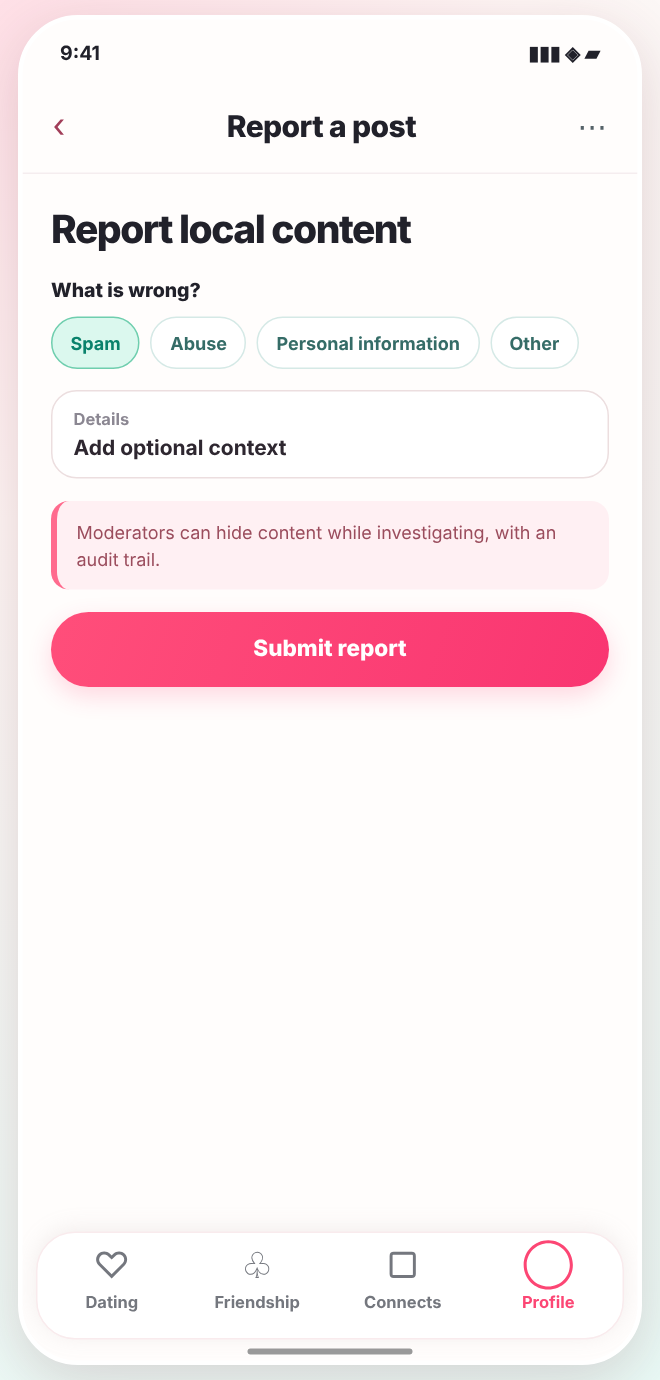 9:41
Report a post
Report local content
What is wrong?
Spam Abuse Personal information Other
Details
Add optional context
Moderators can hide content while investigating, with an
audit trail.
Submit report
Dating Friendship Connects Profile